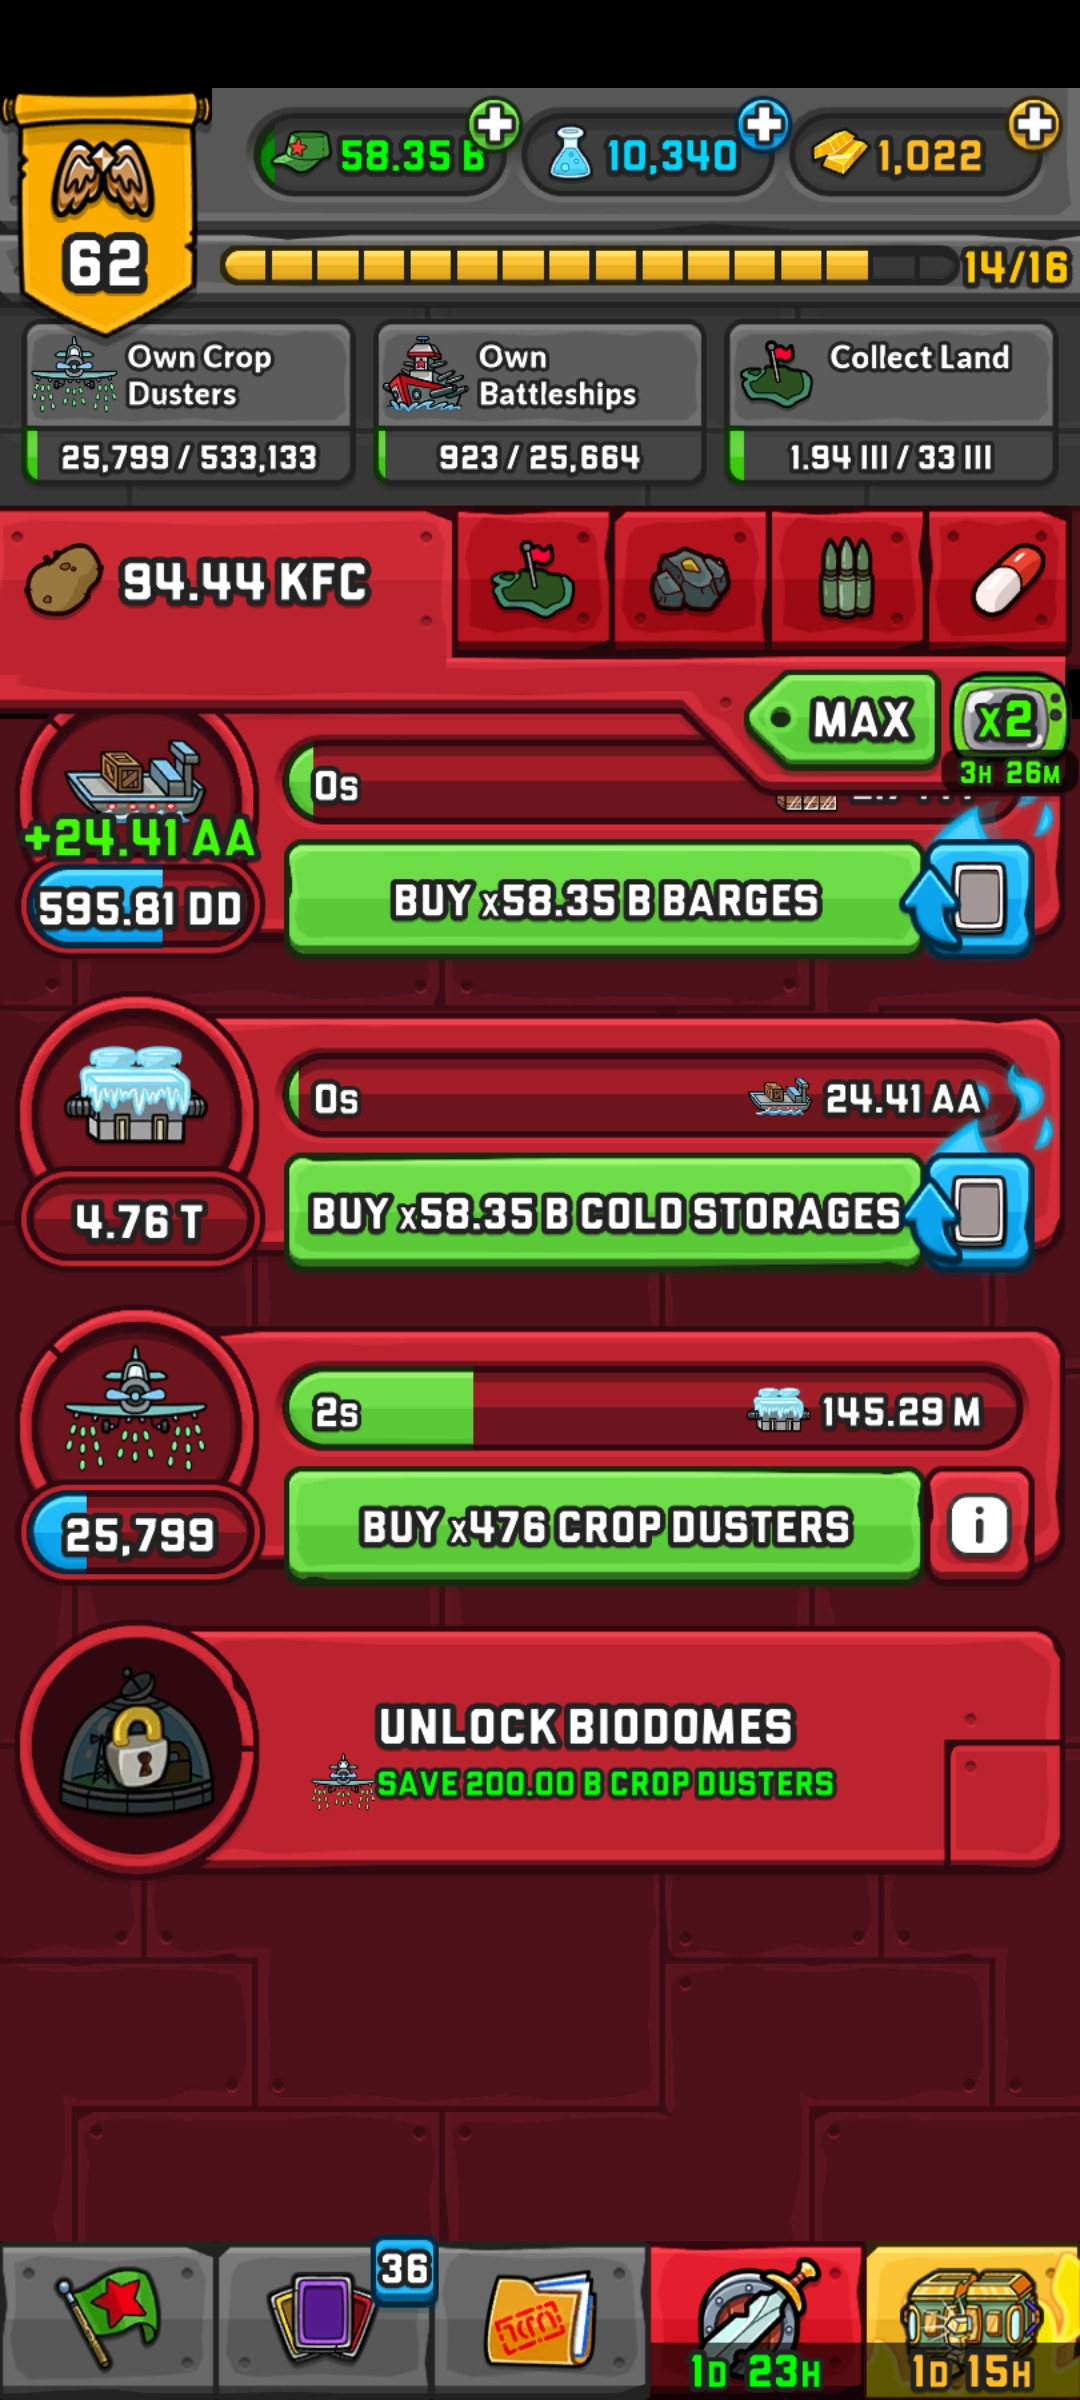 62
58.35 B
10,340
1,022
14/16
Own Crop
Dusters
25,799 / 533,133
Own
Battleships
923 / 25,664
Collect Land
1.94 III / 33 III
94.44 KFC
MAX
x2
3H 26M
0s
+24.41 AA
595.81 DD
BUY x58.35 B BARGES
0s
24.41 AA
4.76 T
BUY x58.35 B COLD STORAGES
2s
145.29 M
25,799
BUY x476 CROP DUSTERS
i
UNLOCK BIODOMES
SAVE 200.00 B CROP DUSTERS
36
1D 23H
1D 15H